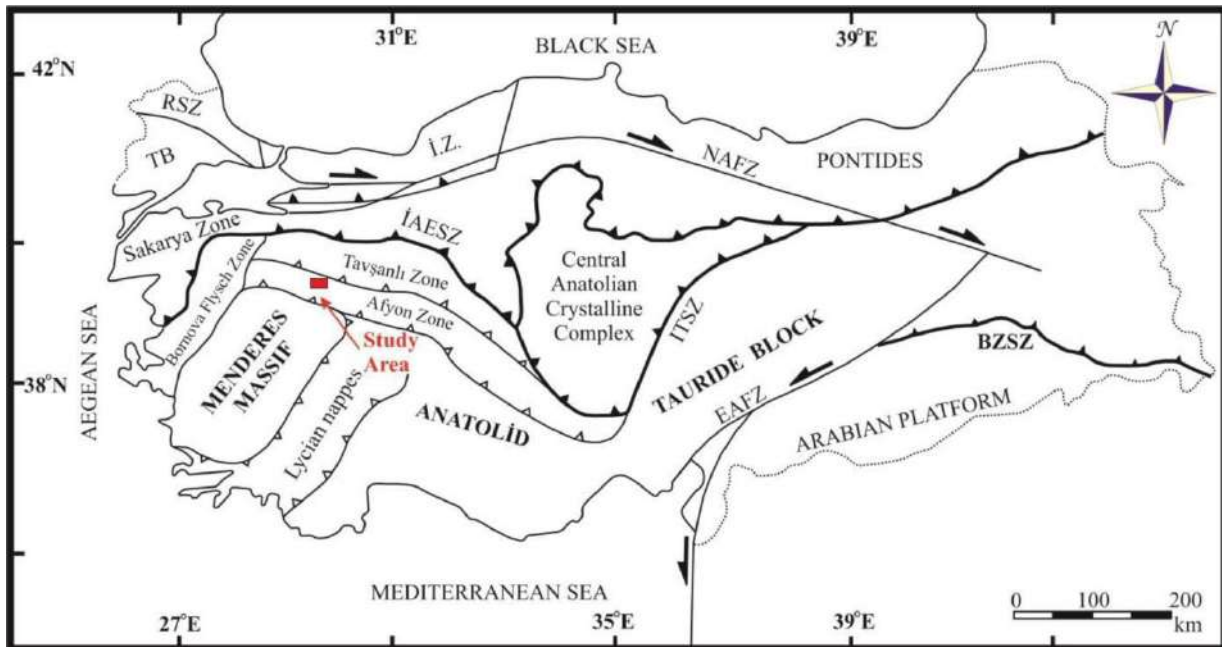 31°E
39°E
BLACK SEA
N
42°N
RSZ
TB
İ.Z.
NAFZ
PONTIDES
Sakarya Zone
İAESZ
Bornova Flysch Zone
Tavşanlı Zone
Afyon Zone
Central
Anatolian
Crystalline
Complex
ITSZ
Study
Area
AEGEAN SEA
MENDERES
MASSIF
38°N
Lycian nappes
ANATOLİD
TAURIDE BLOCK
BZSZ
EAFZ
ARABIAN PLATFORM
MEDITERRANEAN SEA
0 100 200
km
27°E
35°E
39°E